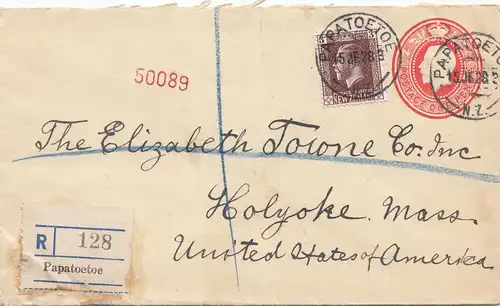 PAPATOETOE
15 JE 28
NEW ZEALAND
PAPATOETOE
15 JE 28
N.Z.
POSTAGE
50089
The Elizabeth Towne Co. Inc
Holyoke, Mass.
United States of America
R 128
Papatoetoe